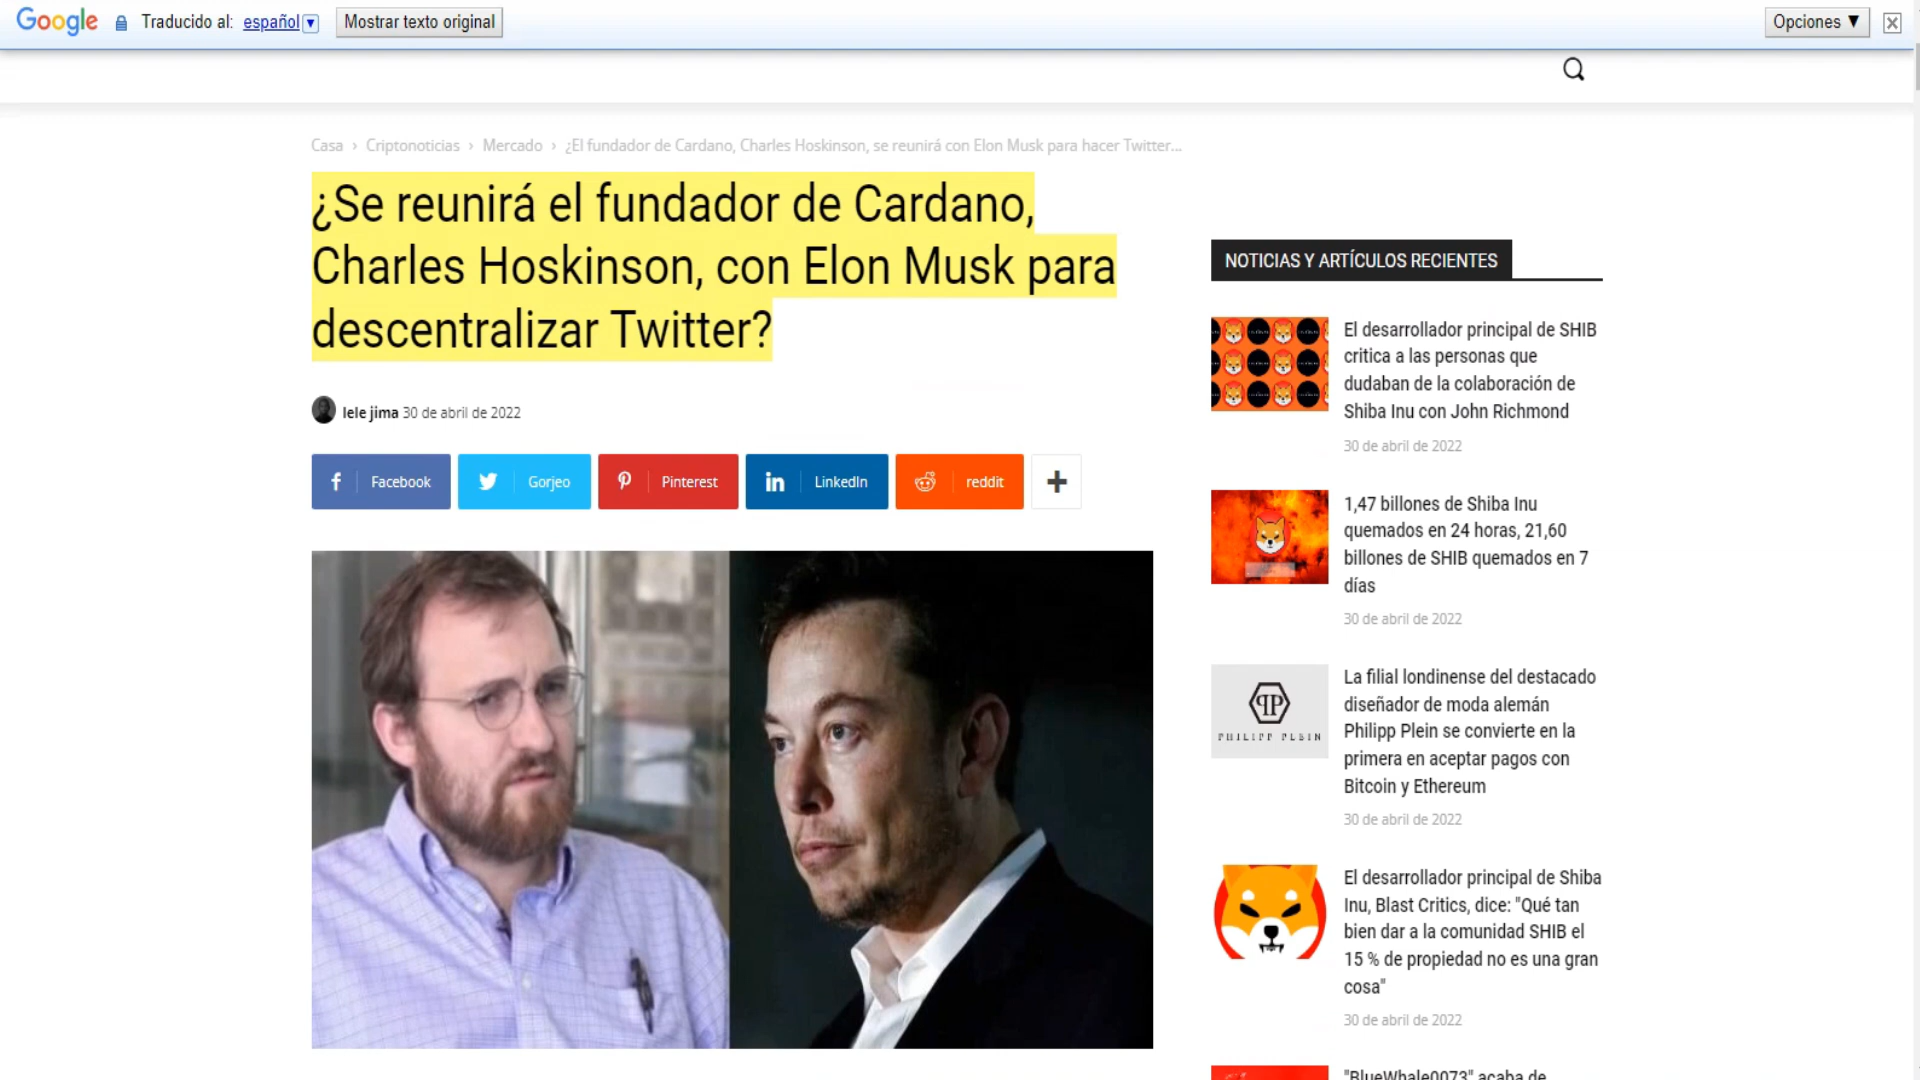 Google Traducido al: español ▼ Mostrar texto original Opciones ▼
Casa › Criptonoticias › Mercado › ¿El fundador de Cardano, Charles Hoskinson, se reunirá con Elon Musk para hacer Twitter...
¿Se reunirá el fundador de Cardano,
Charles Hoskinson, con Elon Musk para
descentralizar Twitter?
lele jima 30 de abril de 2022
Facebook
Gorjeo
Pinterest
LinkedIn
reddit
NOTICIAS Y ARTÍCULOS RECIENTES
El desarrollador principal de SHIB
critica a las personas que
dudaban de la colaboración de
Shiba Inu con John Richmond
30 de abril de 2022
1,47 billones de Shiba Inu
quemados en 24 horas, 21,60
billones de SHIB quemados en 7
días
30 de abril de 2022
PHILIPP PLEIN
La filial londinense del destacado
diseñador de moda alemán
Philipp Plein se convierte en la
primera en aceptar pagos con
Bitcoin y Ethereum
30 de abril de 2022
El desarrollador principal de Shiba
Inu, Blast Critics, dice: "Qué tan
bien dar a la comunidad SHIB el
15 % de propiedad no es una gran
cosa"
30 de abril de 2022
"BlueWhale0073" acaba de